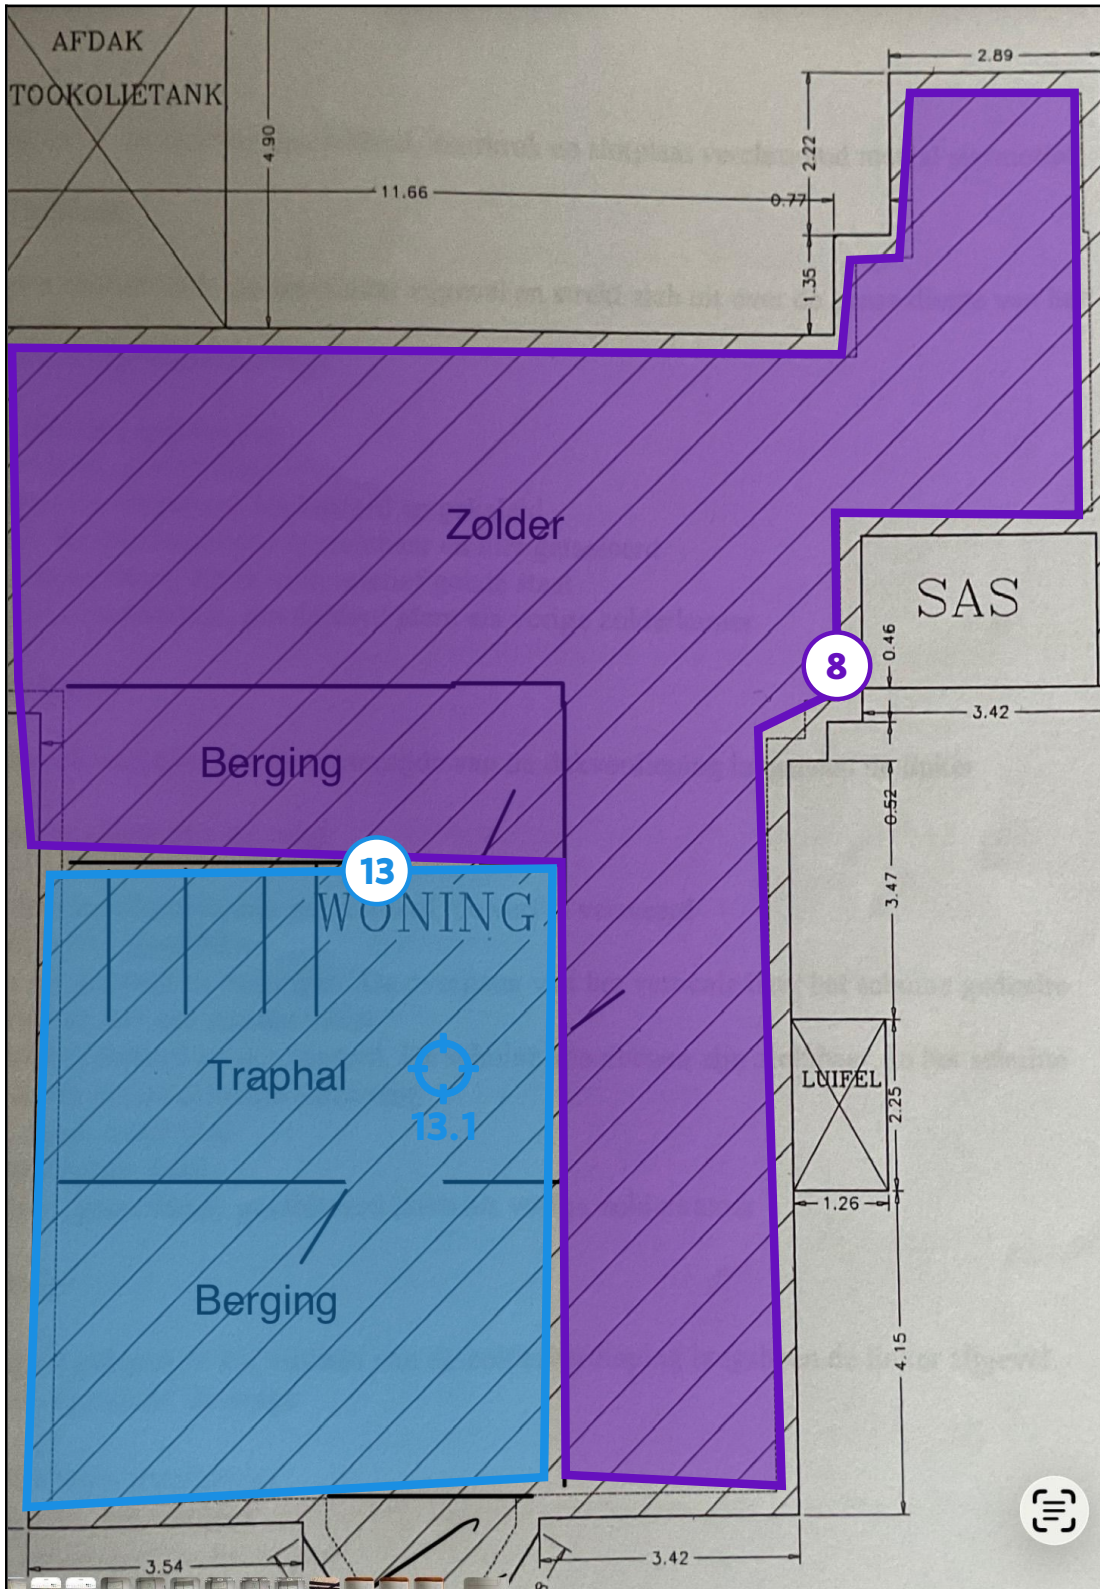 AFDAK
TOOKOLIETANK
2.89
4.90
2.22
11.66
0.77
1.35
Zolder
SAS
0.46
8
3.42
Berging
0.52
13
WONING
3.47
Traphal
13.1
LUIFEL
2.25
1.26
Berging
4.15
3.54
3.42